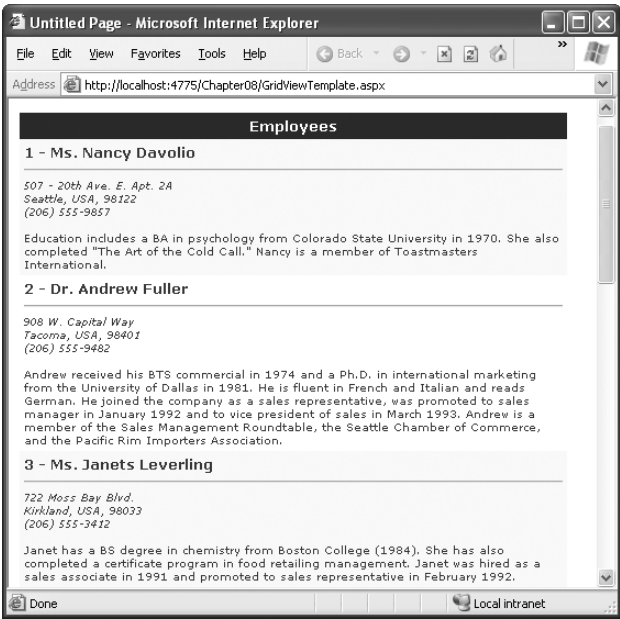 Untitled Page - Microsoft Internet Explorer
File Edit View Favorites Tools Help Back »
Address http://localhost:4775/Chapter08/GridViewTemplate.aspx
Employees
1 - Ms. Nancy Davolio
507 - 20th Ave. E. Apt. 2A
Seattle, USA, 98122
(206) 555-9857
Education includes a BA in psychology from Colorado State University in 1970. She also
completed "The Art of the Cold Call." Nancy is a member of Toastmasters
International.
2 - Dr. Andrew Fuller
908 W. Capital Way
Tacoma, USA, 98401
(206) 555-9482
Andrew received his BTS commercial in 1974 and a Ph.D. in international marketing
from the University of Dallas in 1981. He is fluent in French and Italian and reads
German. He joined the company as a sales representative, was promoted to sales
manager in January 1992 and to vice president of sales in March 1993. Andrew is a
member of the Sales Management Roundtable, the Seattle Chamber of Commerce,
and the Pacific Rim Importers Association.
3 - Ms. Janets Leverling
722 Moss Bay Blvd.
Kirkland, USA, 98033
(206) 555-3412
Janet has a BS degree in chemistry from Boston College (1984). She has also
completed a certificate program in food retailing management. Janet was hired as a
sales associate in 1991 and promoted to sales representative in February 1992.
Done Local intranet